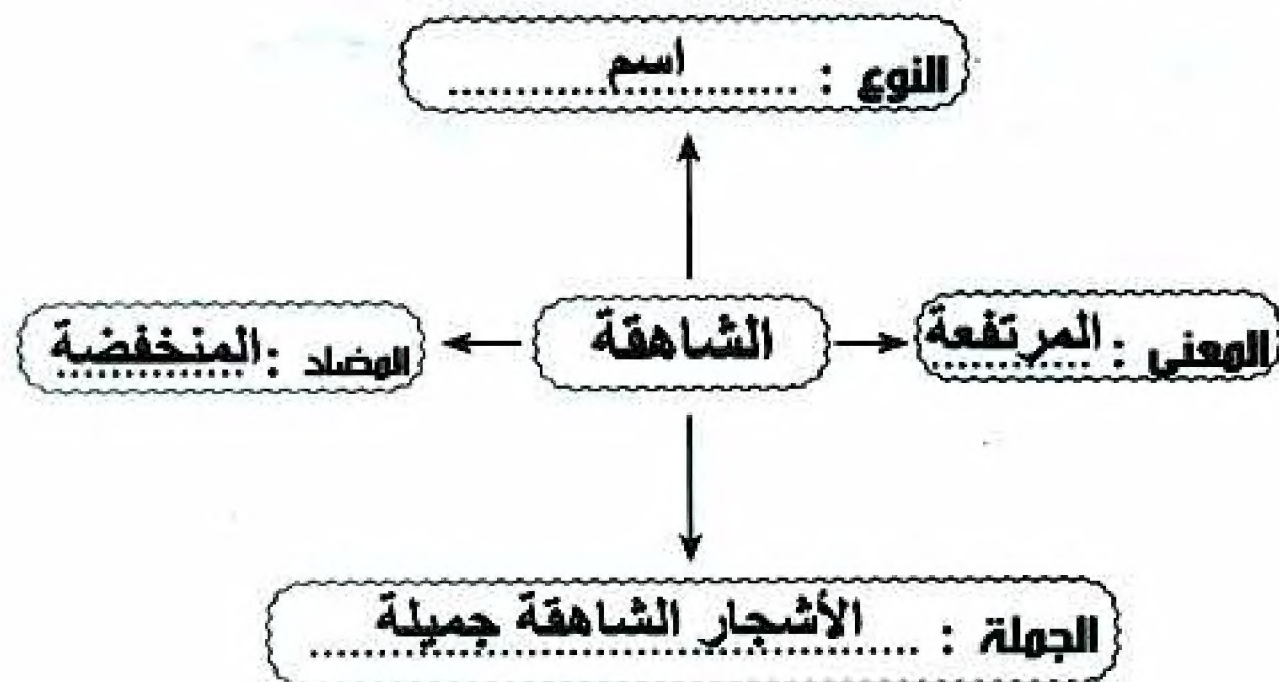 النوع : اسم
المعنى : المرتفعة
الشاهقة
المضاد : المنخفضة
الجملة : الأشجار الشاهقة جميلة